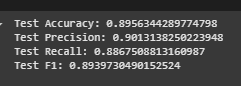 Test Accuracy: 0.8956344289774798
Test Precision: 0.9013138250223948
Test Recall: 0.8867508813160987
Test F1: 0.8939730490152524